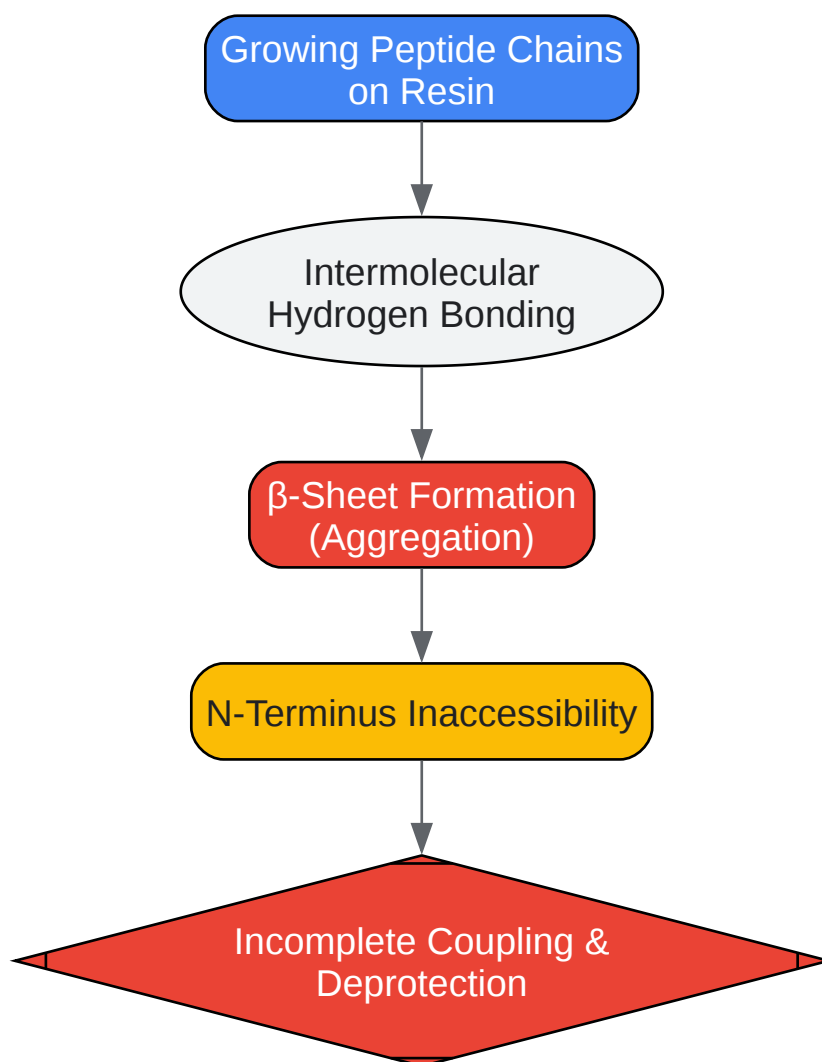 Growing Peptide Chains
on Resin
Intermolecular
Hydrogen Bonding
β-Sheet Formation
(Aggregation)
N-Terminus Inaccessibility
Incomplete Coupling &
Deprotection